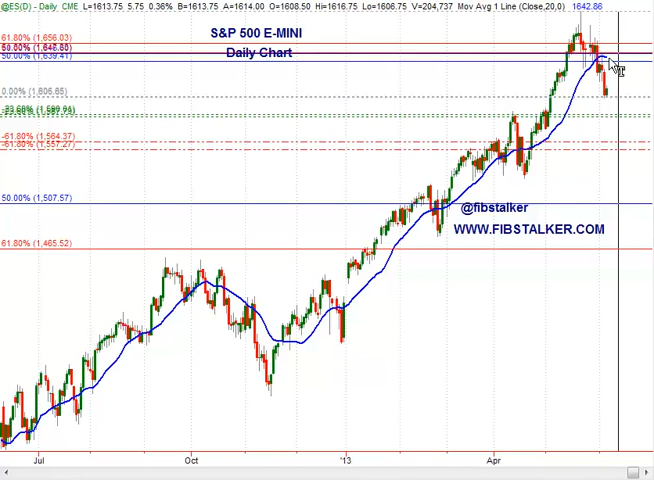 @ES(D) - Daily CME L=1613.75 5.75 0.36% B=1613.75 A=1614.00 O=1608.50 Hi=1616.75 Lo=1606.75 V=204,737 Mov Avg 1 Line (Close,20,0) 1642.86
S&P 500 E-MINI
61.80% (1,656.03)
50.00% (1,639.41)
Daily Chart
0.00% (1,606.65)
-61.80% (1,564.37)
-61.80% (1,557.27)
50.00% (1,507.57)
@fibstalker
WWW.FIBSTALKER.COM
61.80% (1,465.52)
Jul
Oct
'13
Apr